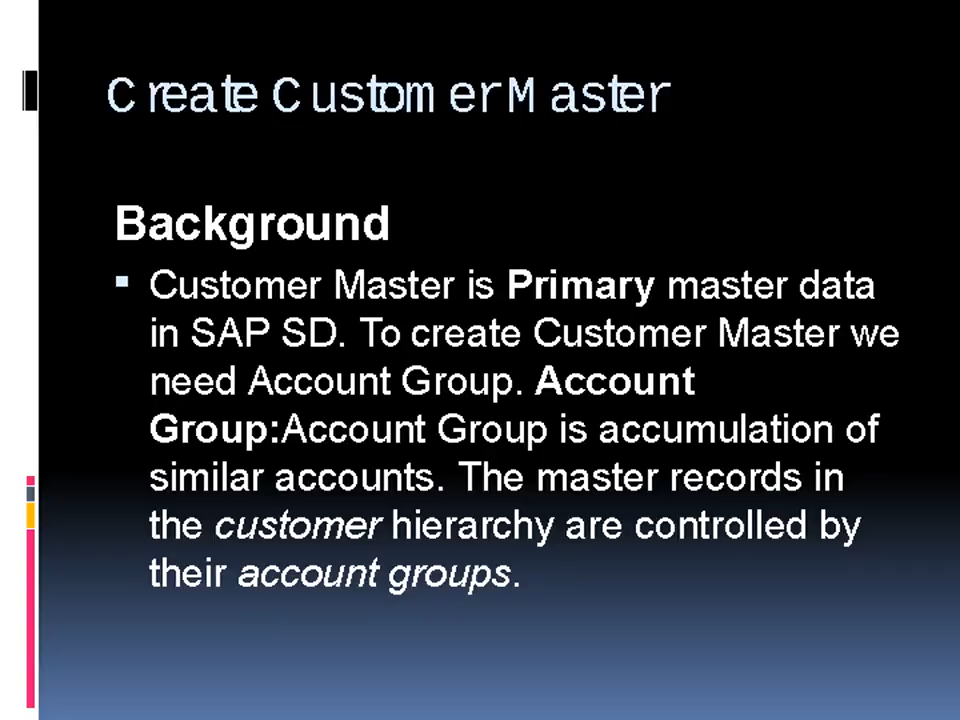 Create Customer Master
Background
Customer Master is Primary master data
in SAP SD. To create Customer Master we
need Account Group. Account
Group:Account Group is accumulation of
similar accounts. The master records in
the customer hierarchy are controlled by
their account groups.